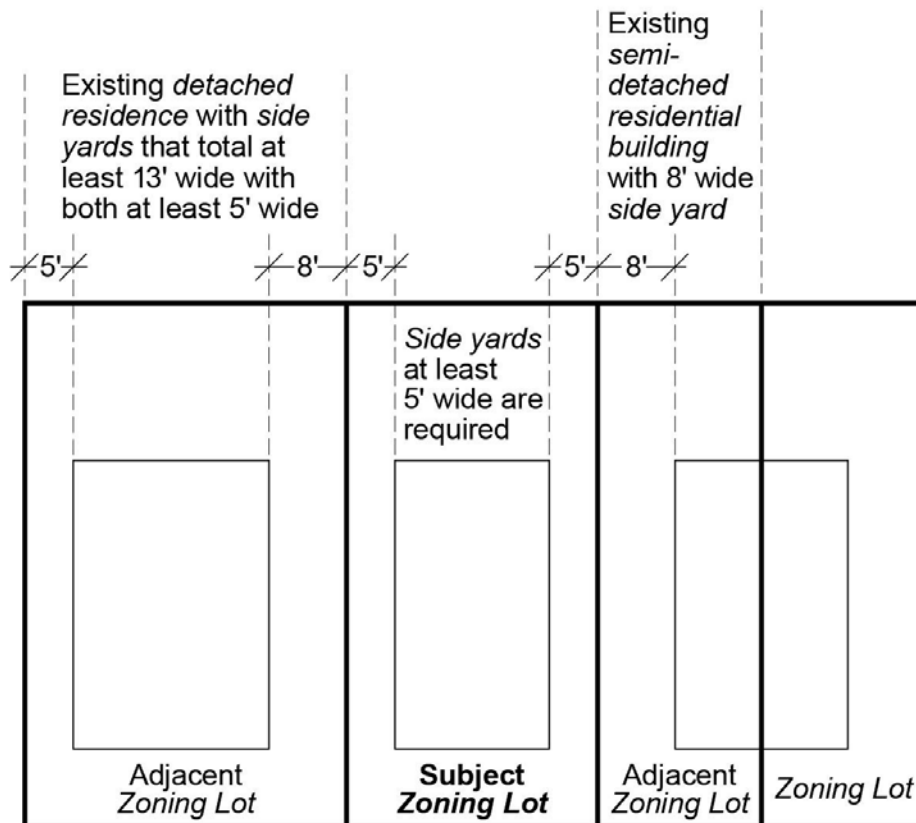 Existing detached
residence with side
yards that total at
least 13' wide with
both at least 5' wide
Existing
semi-
detached
residential
building
with 8' wide
side yard
5'
8'
5'
5'
8'
Side yards
at least
5' wide are
required
Adjacent
Zoning Lot
Subject
Zoning Lot
Adjacent
Zoning Lot
Zoning Lot